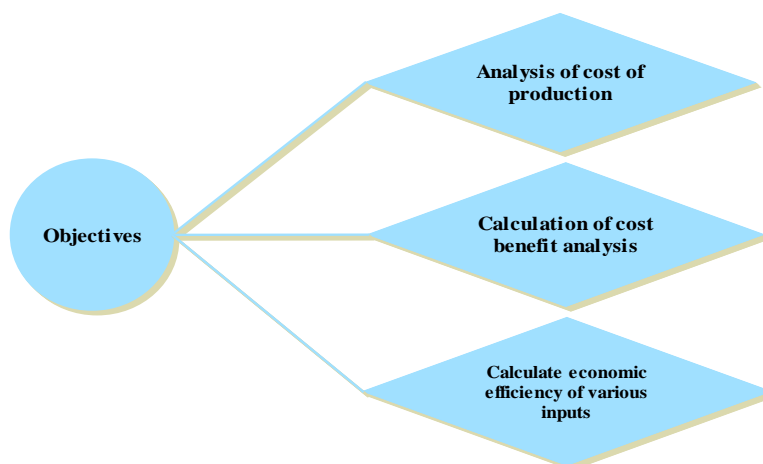 Analysis of cost of
production
Objectives
Calculation of cost
benefit analysis
Calculate economic
efficiency of various
inputs